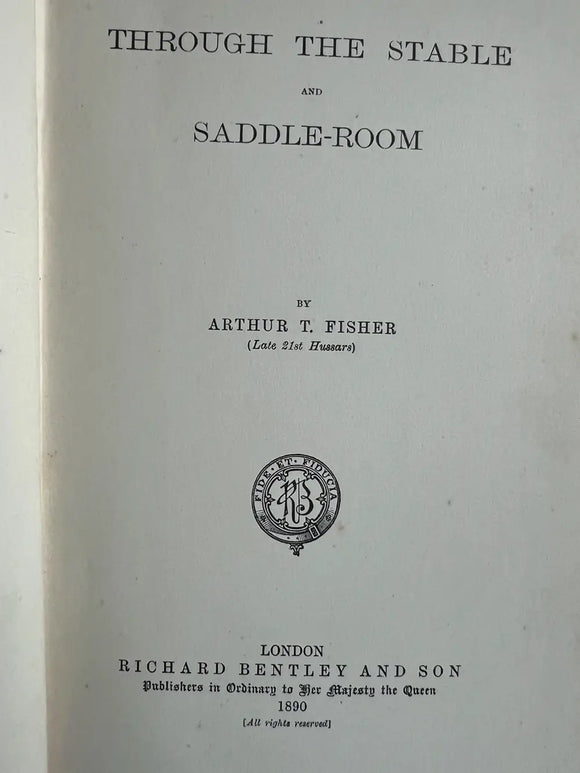 THROUGH THE STABLE
AND
SADDLE-ROOM
BY
ARTHUR T. FISHER
(Late 21st Hussars)
FIDE·ET·FIDUCIA
RB
LONDON
RICHARD BENTLEY AND SON
Publishers in Ordinary to Her Majesty the Queen
1890
[All rights reserved]